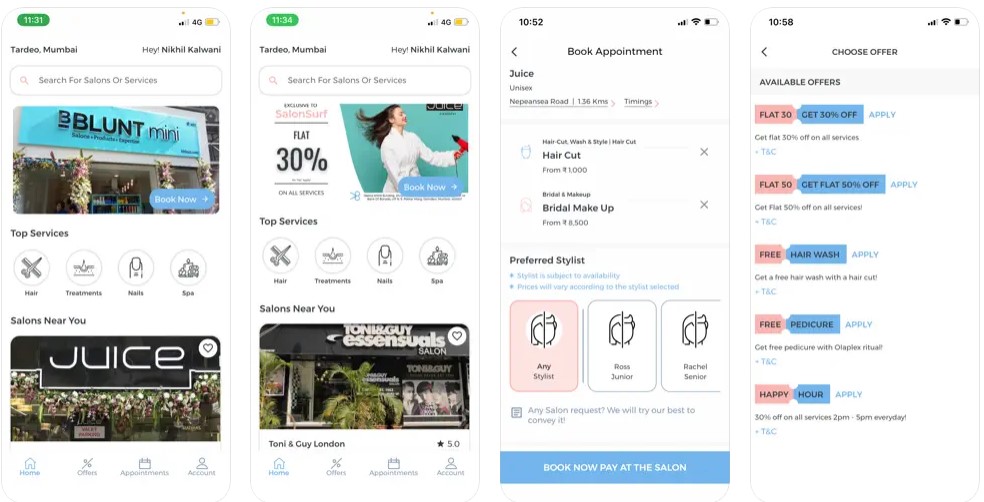 11:31
4G
Tardeo, Mumbai
Hey! Nikhil Kalwani
Search For Salons Or Services
BBLUNT mini
Salons • Products • Expertise
Book Now
Top Services
Hair
Treatments
Nails
Spa
Salons Near You
JUICE
VALET
PARKING
Home
Offers
Appointments
Account
11:34
4G
Tardeo, Mumbai
Hey! Nikhil Kalwani
Search For Salons Or Services
EXCLUSIVE TO
SalonSurf
FLAT
30%
ON ALL SERVICES
JUICE
Book Now
Top Services
Hair
Treatments
Nails
Spa
Salons Near You
TONI&GUY
essensuals
SALON
TONI&GUY
essensuals
TONI&GUY
Toni & Guy London
5.0
Home
Offers
Appointments
Account
10:52
Book Appointment
Juice
Unisex
Nepeansea Road | 1.36 Kms
Timings
Hair-Cut, Wash & Style | Hair Cut
Hair Cut
From ₹ 1,000
Bridal & Makeup
Bridal Make Up
From ₹ 8,500
Preferred Stylist
Stylist is subject to availability
Prices will vary according to the stylist selected
Any
Stylist
Ross
Junior
Rachel
Senior
Any Salon request? We will try our best to
convey it!
BOOK NOW PAY AT THE SALON
10:58
CHOOSE OFFER
AVAILABLE OFFERS
FLAT 30 GET 30% OFF APPLY
Get flat 30% off on all services
+ T&C
FLAT 50 GET FLAT 50% OFF APPLY
Get Flat 50% off on all services!
+ T&C
FREE HAIR WASH APPLY
Get a free hair wash with a hair cut!
+ T&C
FREE PEDICURE APPLY
Get free pedicure with Olaplex ritual!
+ T&C
HAPPY HOUR APPLY
30% off on all services 2pm - 5pm everyday!
+ T&C